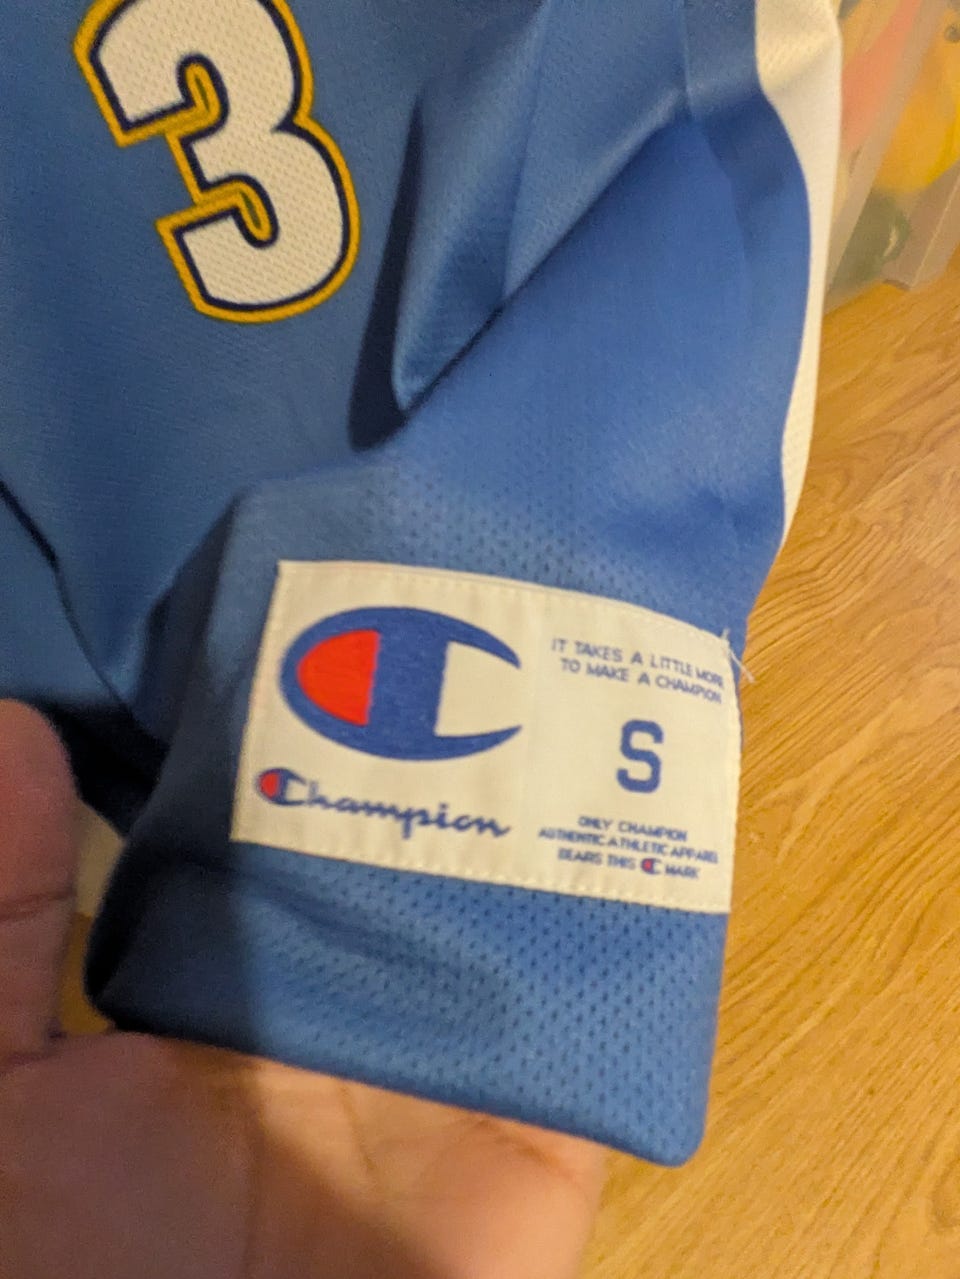 3
IT TAKES A LITTLE MORE
TO MAKE A CHAMPION
S
Champion
ONLY CHAMPION
AUTHENTIC ATHLETIC APPAREL
BEARS THIS C MARK